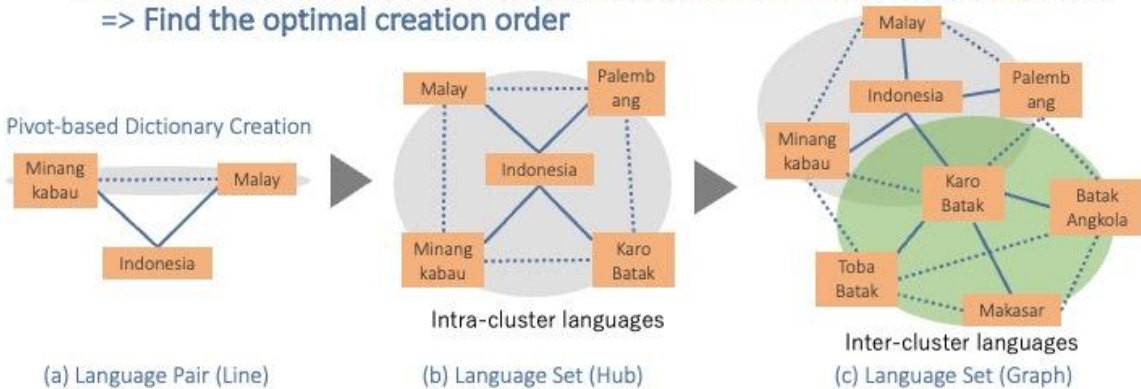 => Find the optimal creation order
Pivot-based Dictionary Creation
Minang
kabau
Malay
Indonesia
(a) Language Pair (Line)
Malay
Palemb
ang
Indonesia
Minang
kabau
Karo
Batak
Intra-cluster languages
(b) Language Set (Hub)
Malay
Indonesia
Palemb
ang
Minang
kabau
Karo
Batak
Batak
Angkola
Toba
Batak
Makasar
Inter-cluster languages
(c) Language Set (Graph)